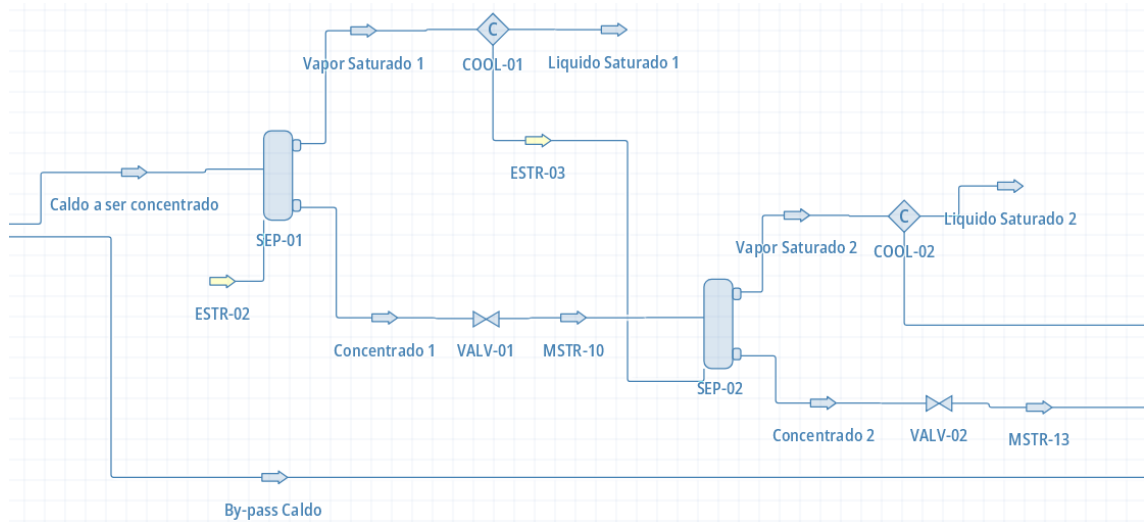 Vapor Saturado 1
C
COOL-01
Liquido Saturado 1
ESTR-03
Caldo a ser concentrado
SEP-01
ESTR-02
Vapor Saturado 2
C
COOL-02
Liquido Saturado 2
Concentrado 1
VALV-01
MSTR-10
SEP-02
Concentrado 2
VALV-02
MSTR-13
By-pass Caldo